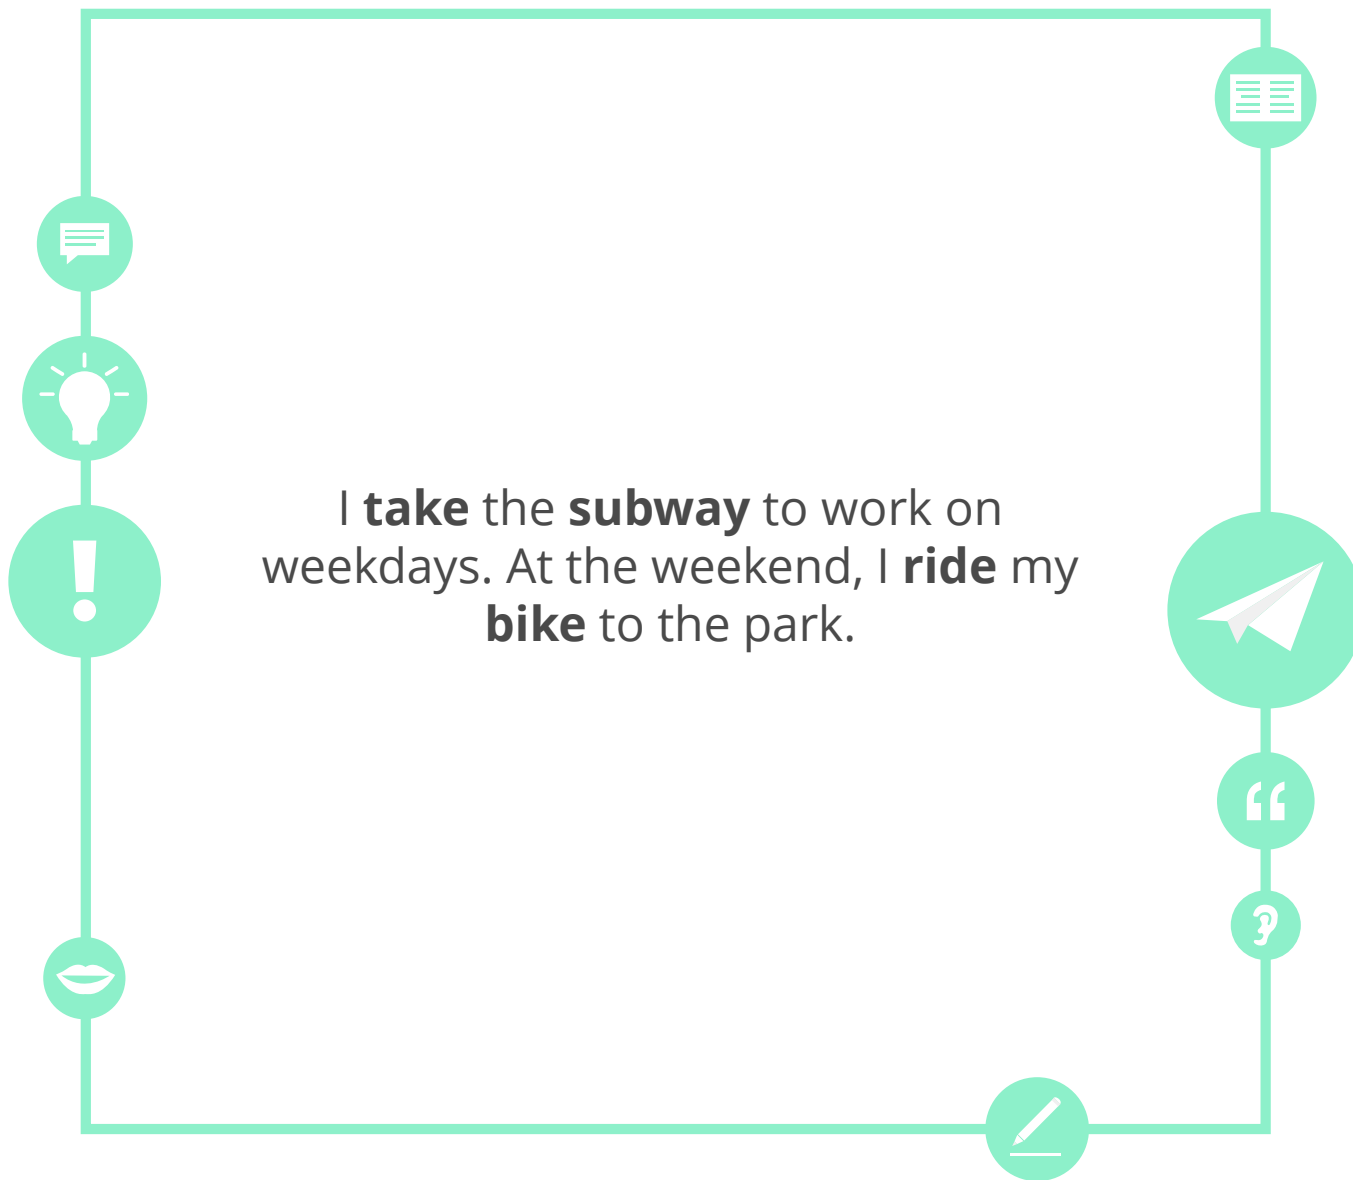 I take the subway to work on
weekdays. At the weekend, I ride my
bike to the park.